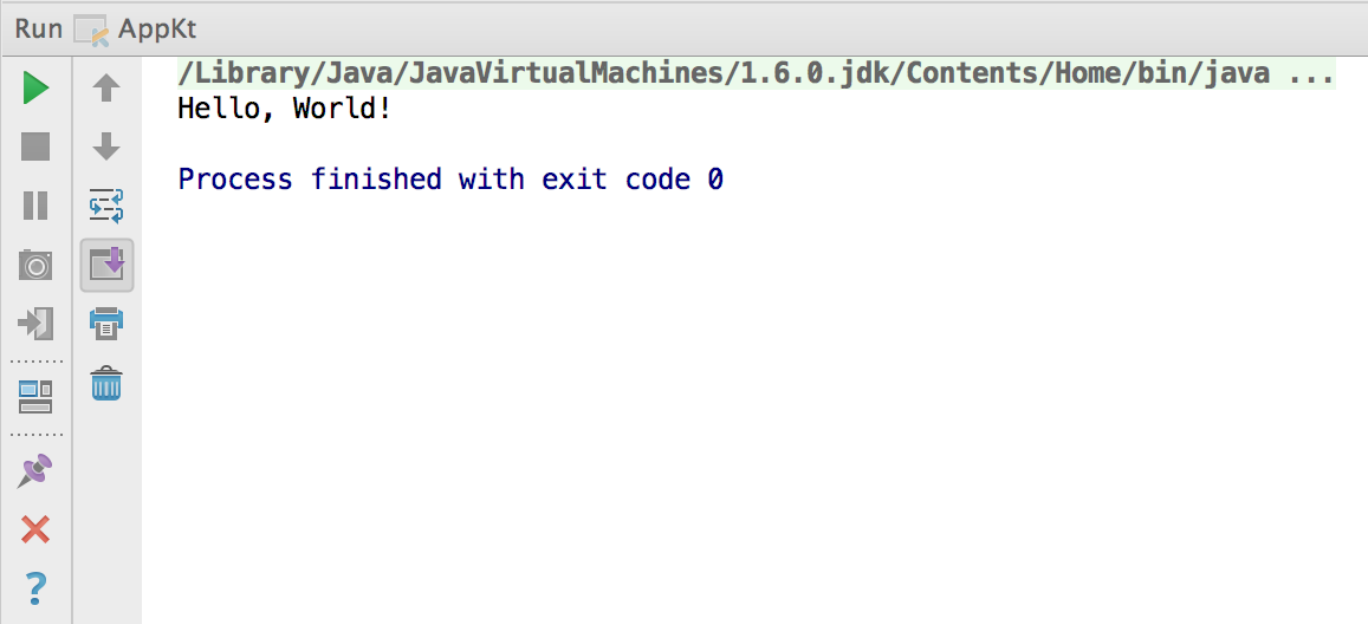 Run AppKt
/Library/Java/JavaVirtualMachines/1.6.0.jdk/Contents/Home/bin/java ...
Hello, World!
Process finished with exit code 0
?